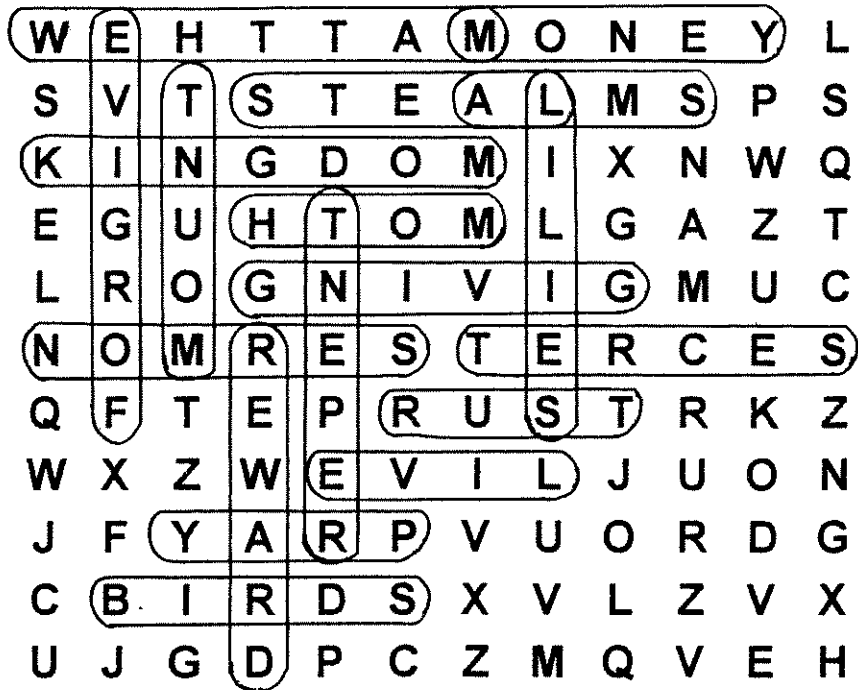 W E H T T A M O N E Y L
S V T S T E A L M S P S
K I N G D O M I X N W Q
E G U H T O M L G A Z T
L R O G N I V I G M U C
N O M R E S T E R C E S
Q F T E P R U S T R K Z
W X Z W E V I L J U O N
J F Y A R P V U O R D G
C B I R D S X V L Z V X
U J G D P C Z M Q V E H